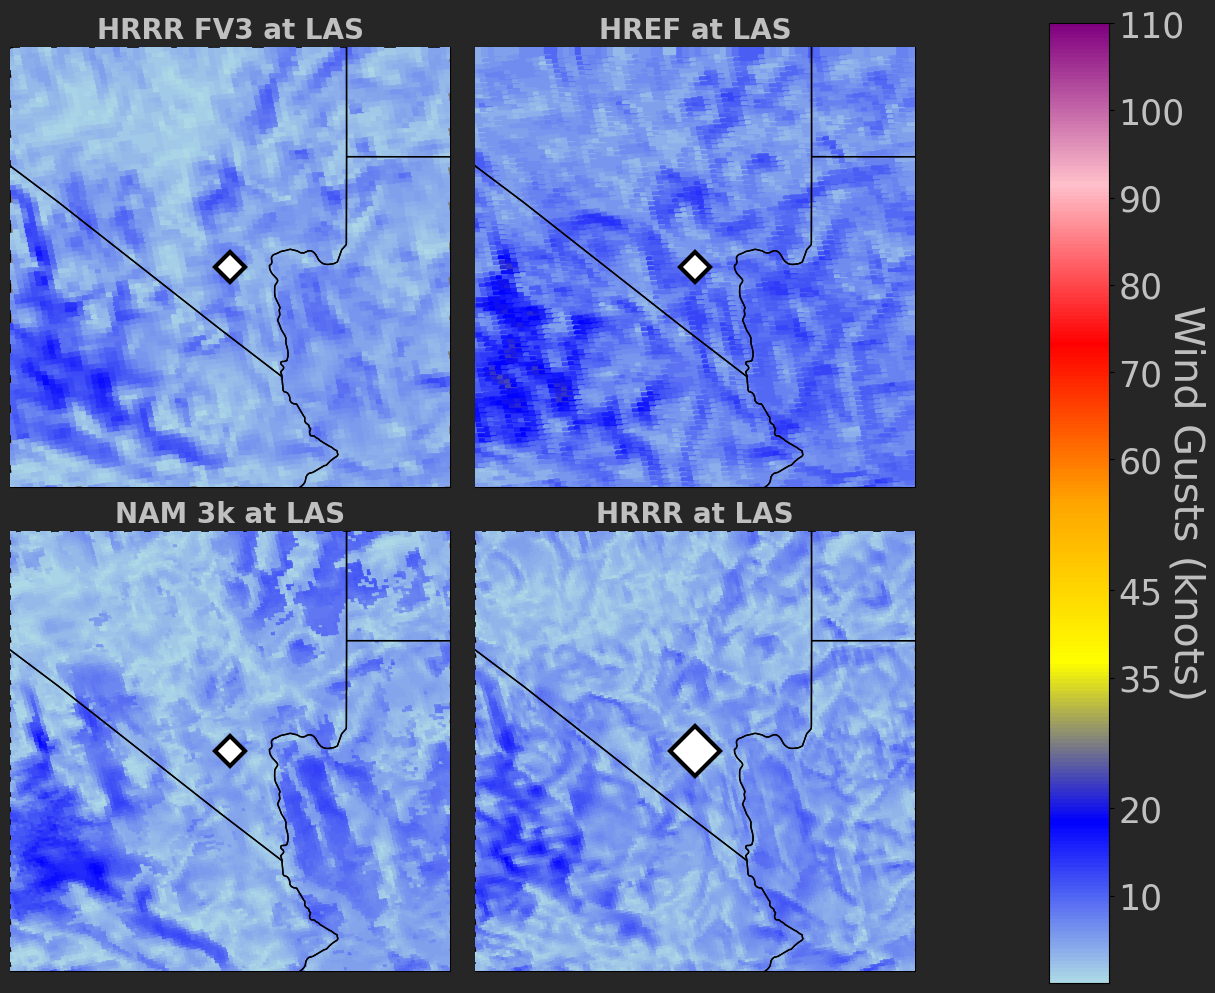 HRRR FV3 at LAS
HREF at LAS
NAM 3k at LAS
HRRR at LAS
110
100
90
80
70
60
45
35
20
10
Wind Gusts (knots)